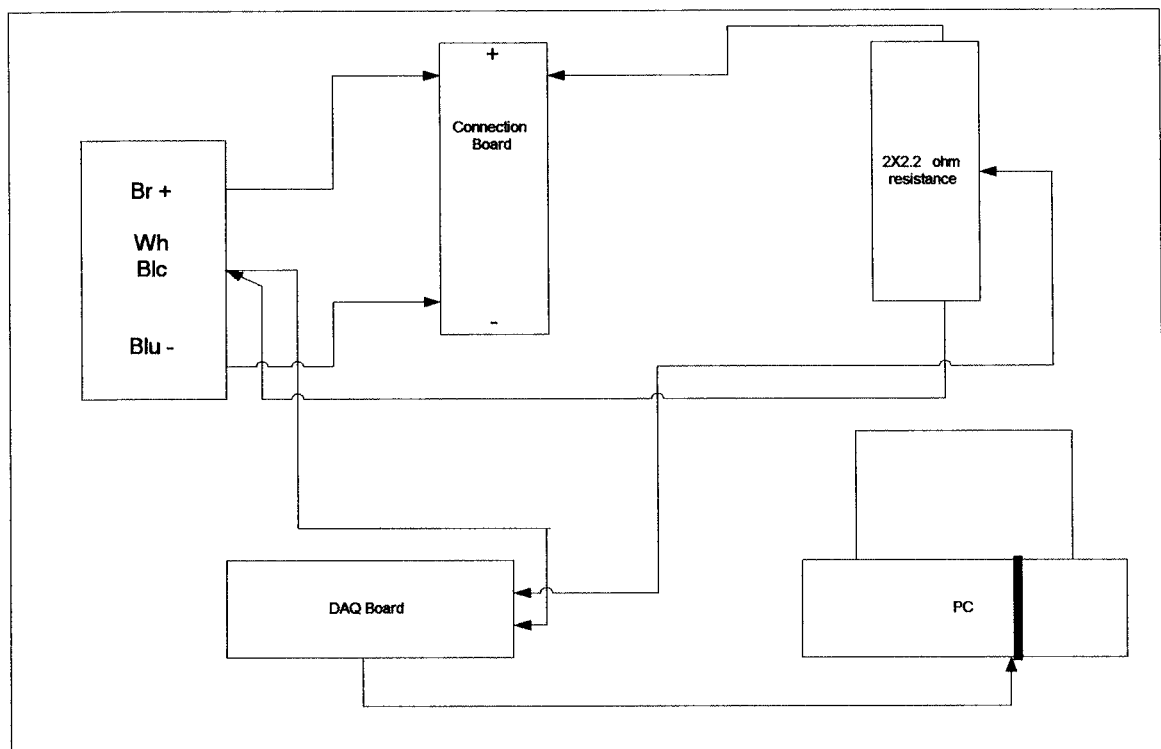 +
Connection
Board
-
2X2.2 ohm
resistance
Br +
Wh
Blc
Blu -
DAQ Board
PC